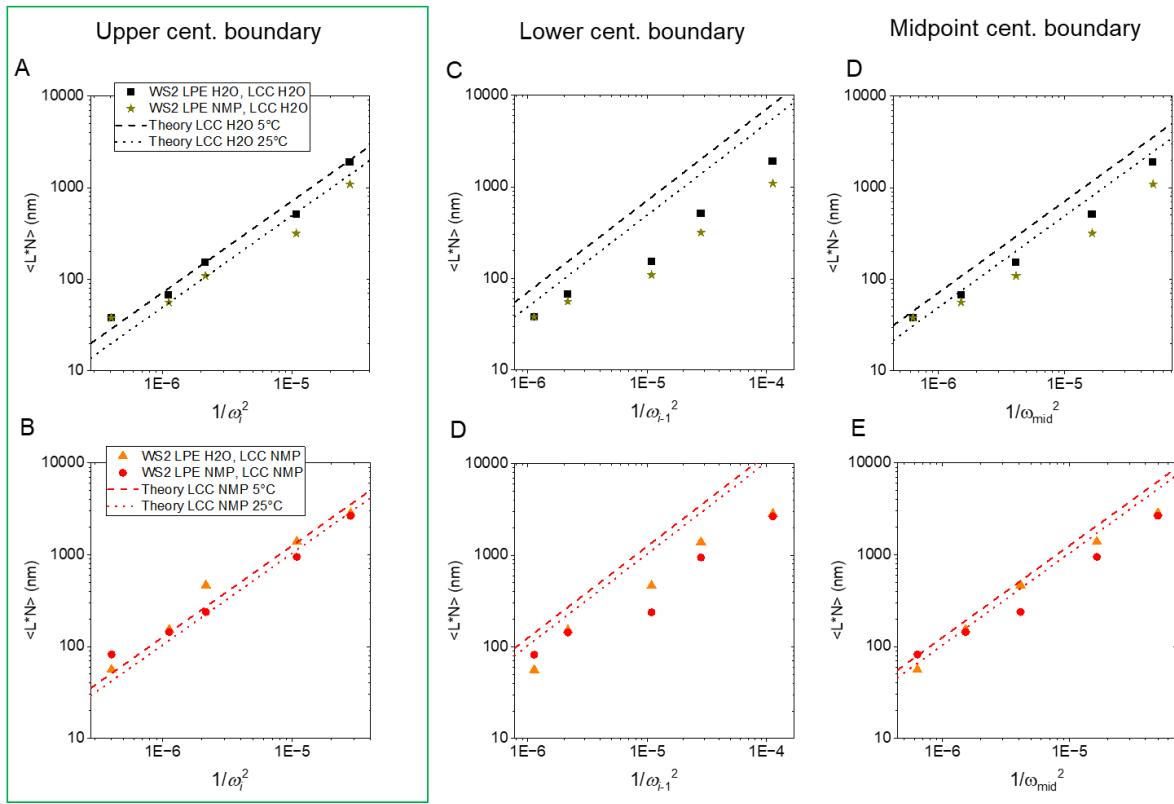 Upper cent. boundary
Lower cent. boundary
Midpoint cent. boundary
A
WS2 LPE H2O, LCC H2O
WS2 LPE NMP, LCC H2O
Theory LCC H2O 5°C
Theory LCC H2O 25°C
10000
1000
100
10
<L*N> (nm)
1E-6
1E-5
1/ωi²
C
10000
1000
100
10
<L*N> (nm)
1E-6
1E-5
1E-4
1/ωi-1²
D
10000
1000
100
10
<L*N> (nm)
1E-6
1E-5
1/ωmid²
B
WS2 LPE H2O, LCC NMP
WS2 LPE NMP, LCC NMP
Theory LCC NMP 5°C
Theory LCC NMP 25°C
10000
1000
100
10
<L*N> (nm)
1E-6
1E-5
1/ωi²
D
10000
1000
100
10
<L*N> (nm)
1E-6
1E-5
1E-4
1/ωi-1²
E
10000
1000
100
10
<L*N> (nm)
1E-6
1E-5
1/ωmid²